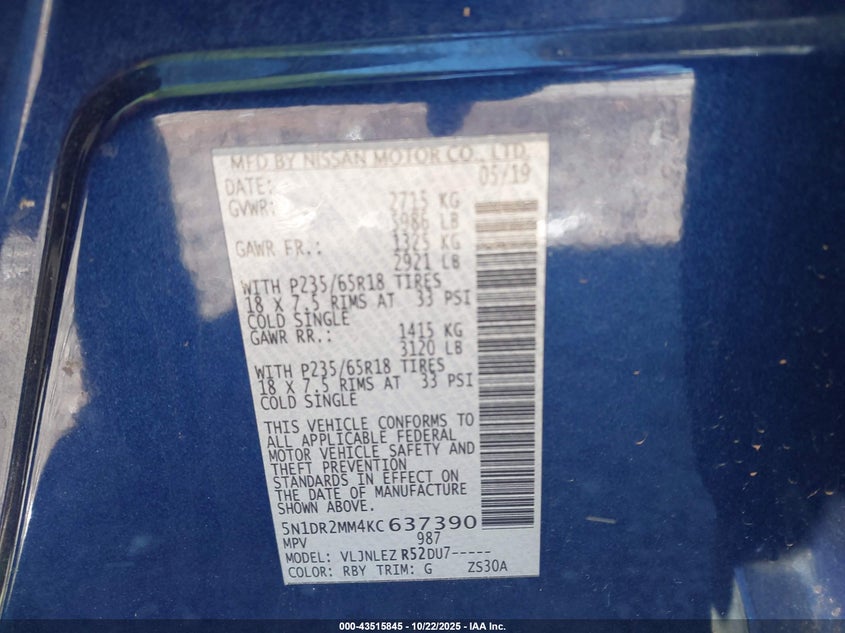 MFD BY NISSAN MOTOR CO., LTD.
DATE: 05/19
GVWR: 2715 KG
5986 LB
GAWR FR.: 1325 KG
2921 LB
WITH P235/65R18 TIRES
18 X 7.5 RIMS AT 33 PSI
COLD SINGLE
GAWR RR.: 1415 KG
3120 LB
WITH P235/65R18 TIRES
18 X 7.5 RIMS AT 33 PSI
COLD SINGLE
THIS VEHICLE CONFORMS TO
ALL APPLICABLE FEDERAL
MOTOR VEHICLE SAFETY AND
THEFT PREVENTION
STANDARDS IN EFFECT ON
THE DATE OF MANUFACTURE
SHOWN ABOVE.
5N1DR2MM4KC637390
MPV 987
MODEL: VLJNLEZ R52DU7-----
COLOR: RBY TRIM: G ZS30A
000-43515845 - 10/22/2025 - IAA Inc.